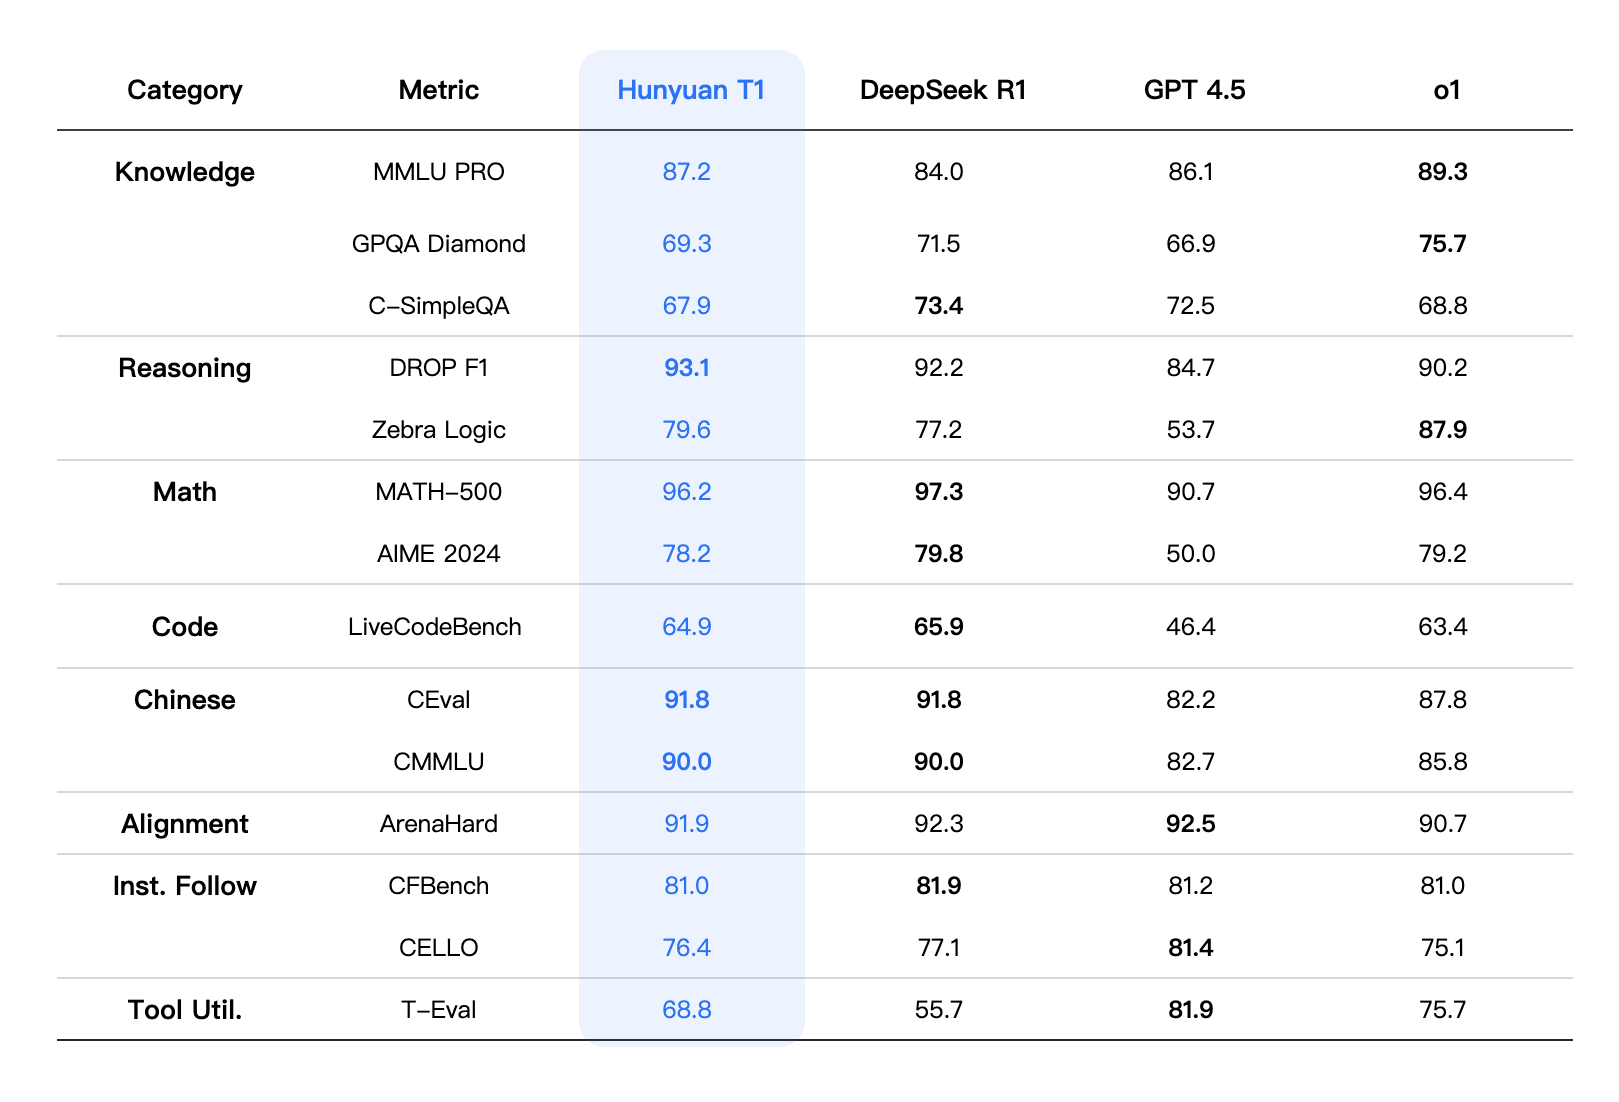 Category Metric Hunyuan T1 DeepSeek R1 GPT 4.5 o1
Knowledge MMLU PRO 87.2 84.0 86.1 89.3
GPQA Diamond 69.3 71.5 66.9 75.7
C–SimpleQA 67.9 73.4 72.5 68.8
Reasoning DROP F1 93.1 92.2 84.7 90.2
Zebra Logic 79.6 77.2 53.7 87.9
Math MATH–500 96.2 97.3 90.7 96.4
AIME 2024 78.2 79.8 50.0 79.2
Code LiveCodeBench 64.9 65.9 46.4 63.4
Chinese CEval 91.8 91.8 82.2 87.8
CMMLU 90.0 90.0 82.7 85.8
Alignment ArenaHard 91.9 92.3 92.5 90.7
Inst. Follow CFBench 81.0 81.9 81.2 81.0
CELLO 76.4 77.1 81.4 75.1
Tool Util. T–Eval 68.8 55.7 81.9 75.7